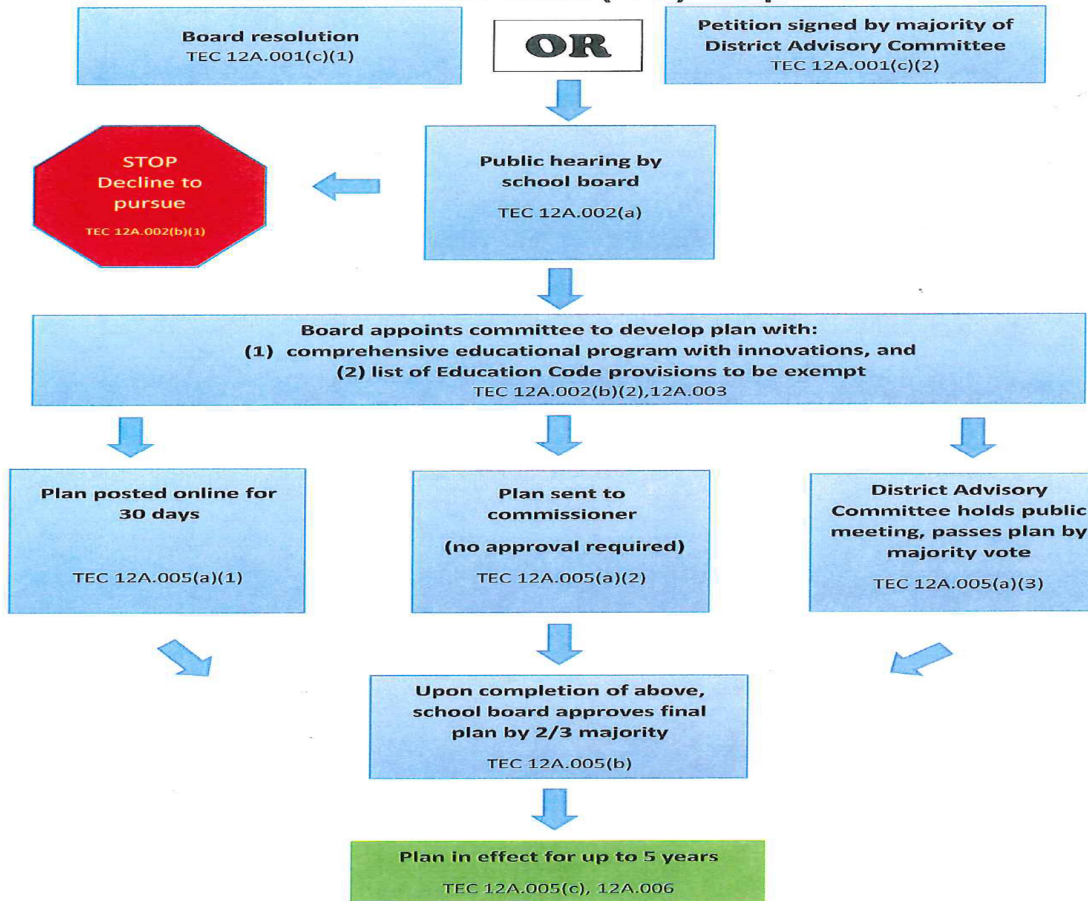 Board resolution
TEC 12A.001(c)(1)
OR
Petition signed by majority of
District Advisory Committee
TEC 12A.001(c)(2)
STOP
Decline to
pursue
TEC 12A.002(b)(1)
Public hearing by
school board
TEC 12A.002(a)
Board appoints committee to develop plan with:
(1) comprehensive educational program with innovations, and
(2) list of Education Code provisions to be exempt
TEC 12A.002(b)(2),12A.003
Plan posted online for
30 days
TEC 12A.005(a)(1)
Plan sent to
commissioner
(no approval required)
TEC 12A.005(a)(2)
District Advisory
Committee holds public
meeting, passes plan by
majority vote
TEC 12A.005(a)(3)
Upon completion of above,
school board approves final
plan by 2/3 majority
TEC 12A.005(b)
Plan in effect for up to 5 years
TEC 12A.005(c), 12A.006